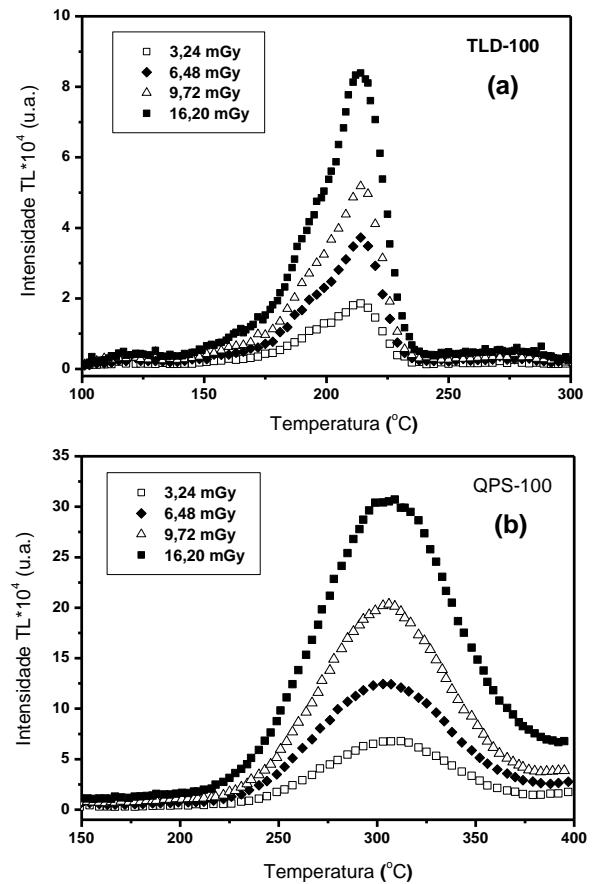 TLD-100
(a)
3,24 mGy
6,48 mGy
9,72 mGy
16,20 mGy
Intensidade TL*10⁴ (u.a.)
10
8
6
4
2
0
100 150 200 250 300
Temperatura (°C)
QPS-100
(b)
3,24 mGy
6,48 mGy
9,72 mGy
16,20 mGy
Intensidade TL*10⁴ (u.a.)
35
30
25
20
15
10
5
0
150 200 250 300 350 400
Temperatura (°C)